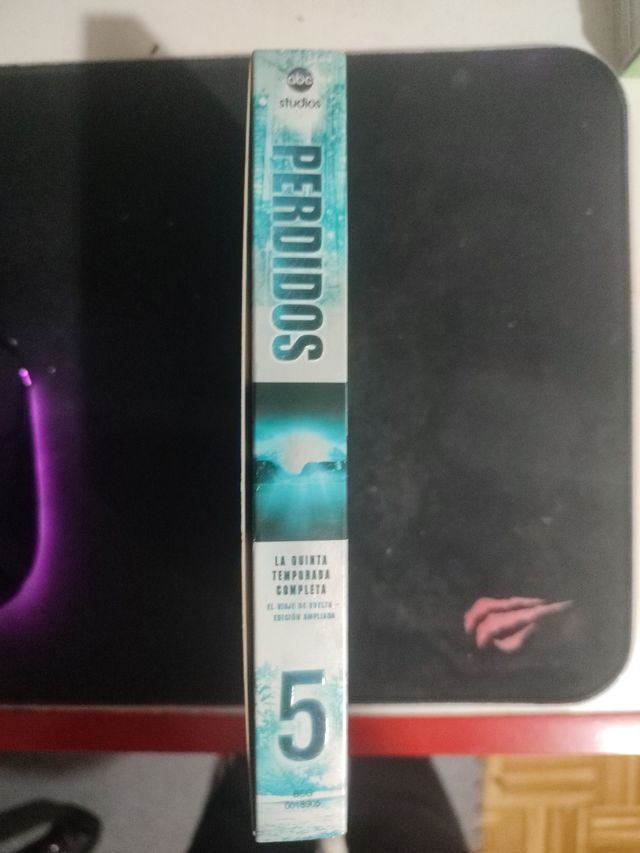 abc
studios
PERDIDOS
LA QUINTA
TEMPORADA
COMPLETA
EL VIAJE DE VUELTA -
EDICIÓN AMPLIADA
5